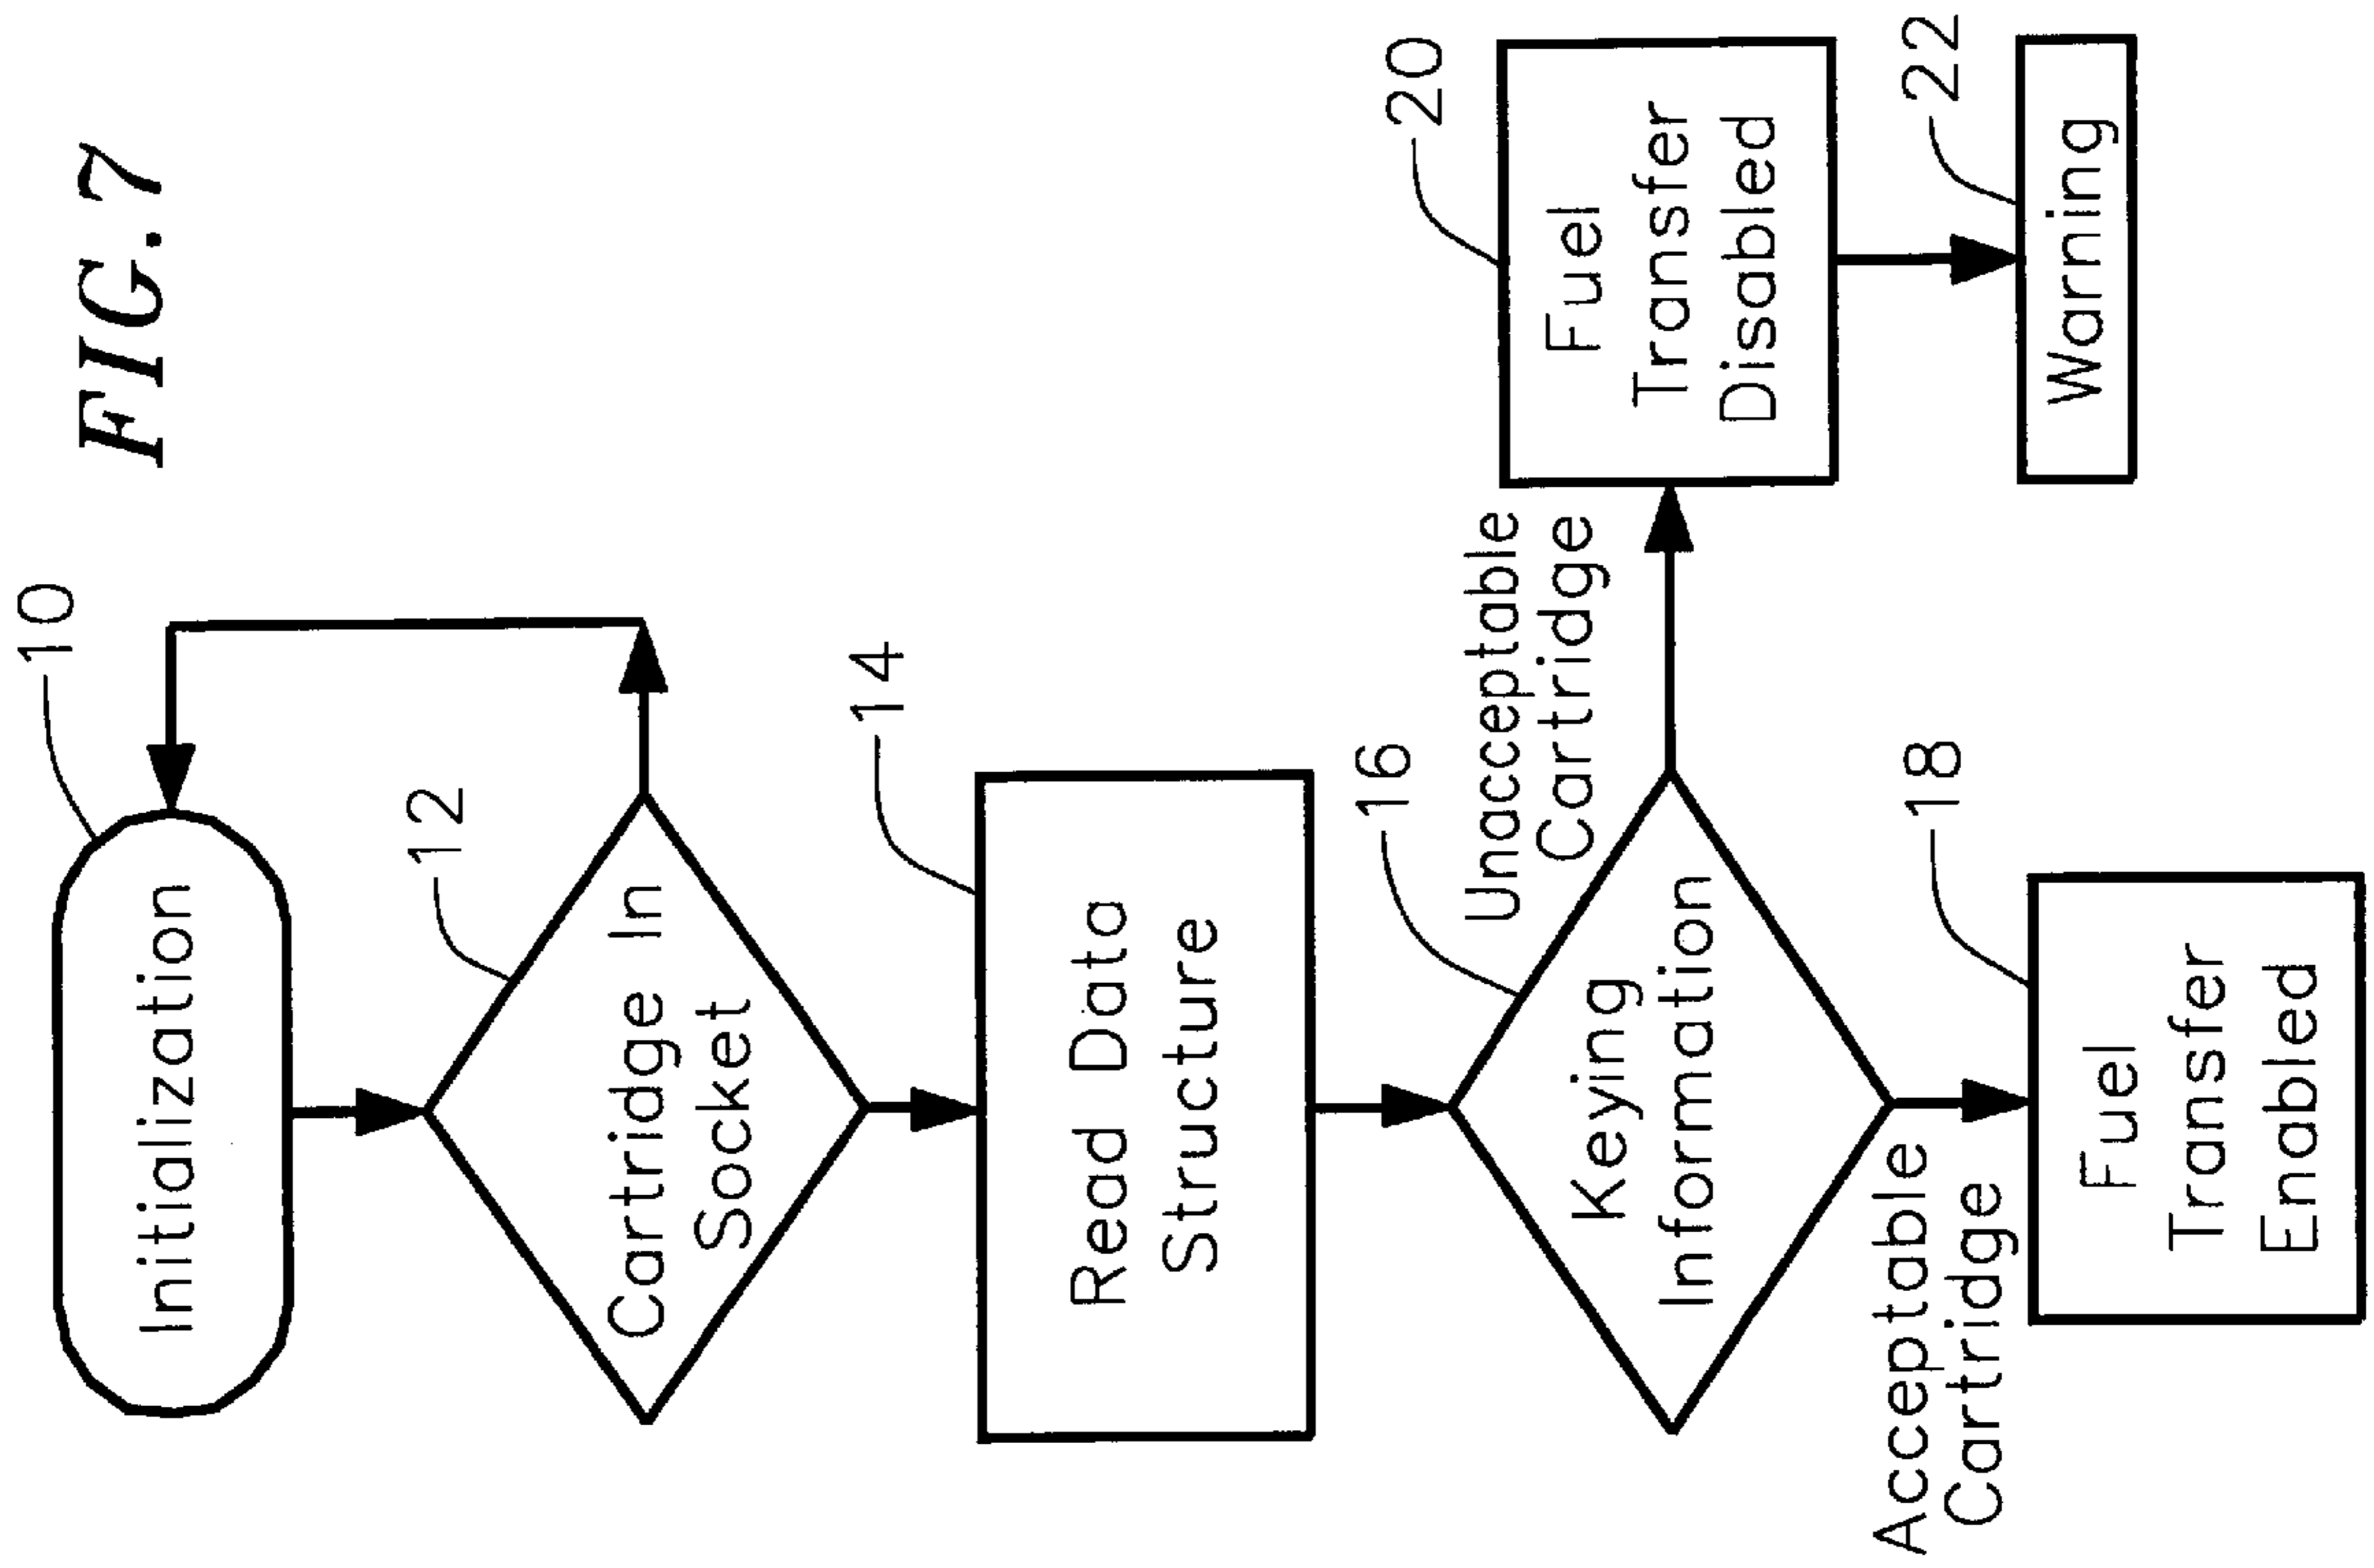 FIG. 7
10
Initialization
12
Cartridge In
Socket
14
Read Data
Structure
16
Keying
Information
Unacceptable
Cartridge
20
Fuel
Transfer
Disabled
22
Warning
Acceptable
Cartridge
18
Fuel
Transfer
Enabled